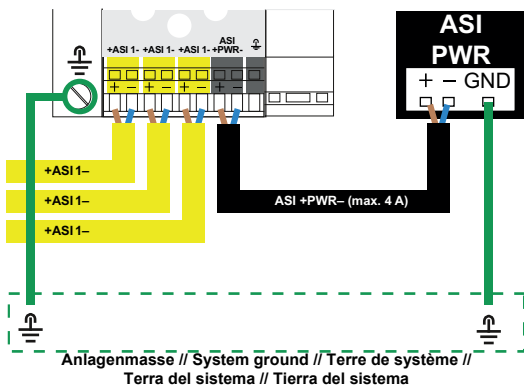 +ASI 1- +ASI 1- +ASI 1- ASI +PWR-
+ − + − + − + −
ASI PWR
+ − GND
+ASI 1–
+ASI 1–
+ASI 1–
ASI +PWR– (max. 4 A)
Anlagenmasse // System ground // Terre de système //
Terra del sistema // Tierra del sistema